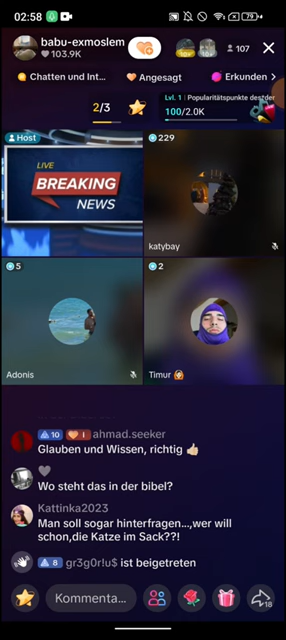 02:58
79
babu-exmoslem
103.9K
10+
10+
107
Chatten und Int...
Angesagt
Erkunden
2/3
Lvl. 1 | Popularitätspunkte des
100/2.0K
Host
LIVE
BREAKING
NEWS
229
katybay
5
Adonis
2
Timur
10 1 ahmad.seeker
Glauben und Wissen, richtig 👍🏼
Wo steht das in der bibel?
Kattinka2023
Man soll sogar hinterfragen...,wer will
schon,die Katze im Sack??!
8 gr3g0r!u$ ist beigetreten
Kommenta...
18